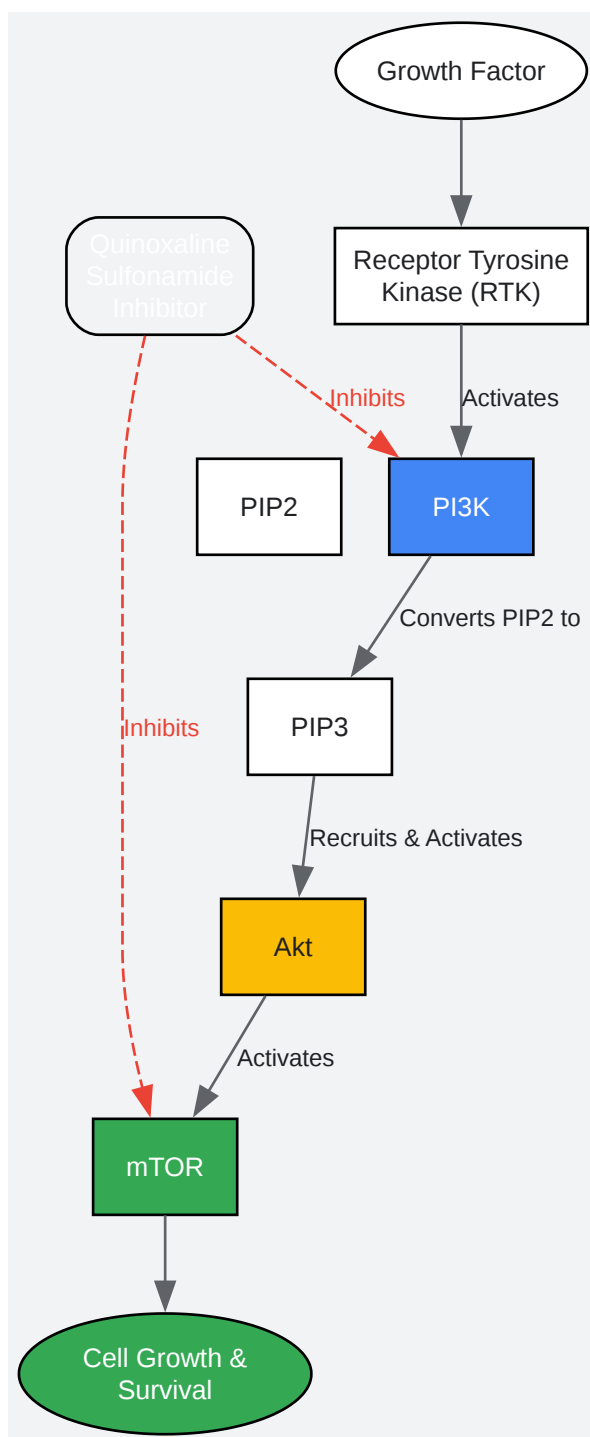 Growth Factor
Quinoxaline
Sulfonamide
Inhibitor
Receptor Tyrosine
Kinase (RTK)
Inhibits
Activates
PIP2
PI3K
Converts PIP2 to
PIP3
Inhibits
Recruits & Activates
Akt
Activates
mTOR
Cell Growth &
Survival